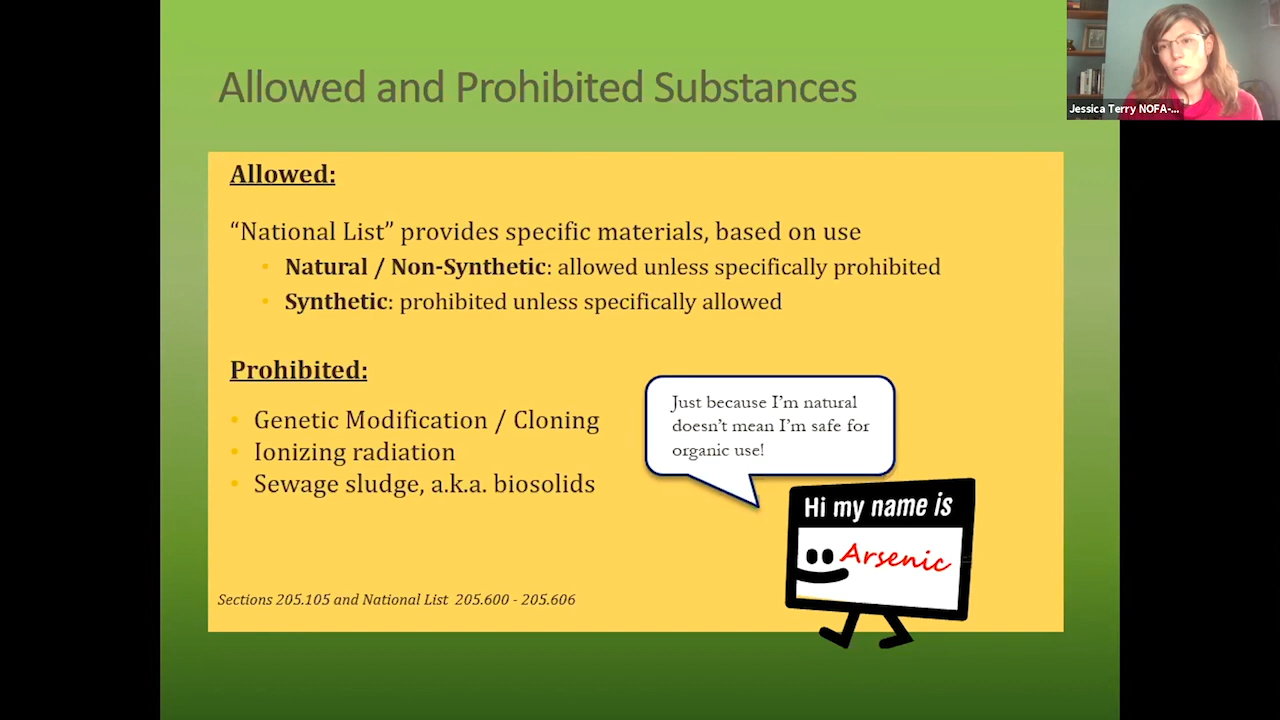 Allowed and Prohibited Substances
Jessica Terry NOFA-...
Allowed:
“National List” provides specific materials, based on use
• Natural / Non-Synthetic: allowed unless specifically prohibited
• Synthetic: prohibited unless specifically allowed
Prohibited:
• Genetic Modification / Cloning
• Ionizing radiation
• Sewage sludge, a.k.a. biosolids
Just because I’m natural
doesn’t mean I’m safe for
organic use!
Hi my name is
Arsenic
Sections 205.105 and National List 205.600 - 205.606